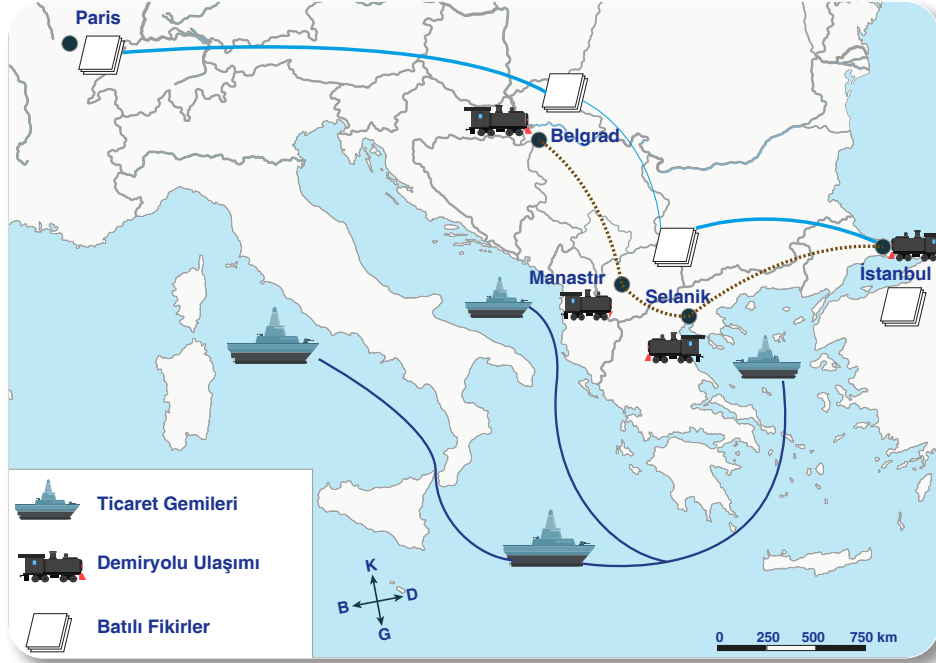 Paris
Belgrad
Manastır
Selanik
İstanbul
Ticaret Gemileri
Demiryolu Ulaşımı
Batılı Fikirler
K
B
D
G
0 250 500 750 km